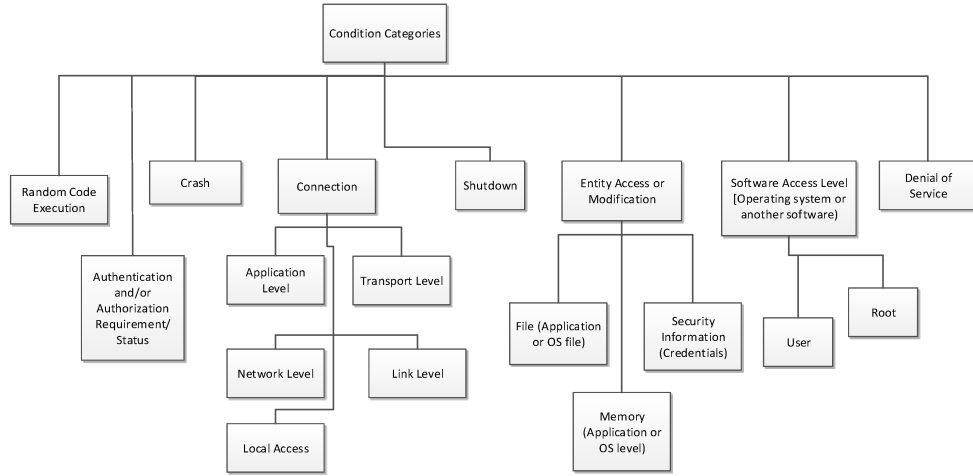 Condition Categories
Random Code
Execution
Authentication
and/or
Authorization
Requirement/
Status
Crash
Connection
Shutdown
Entity Access or
Modification
Software Access Level
[Operating system or
another software)
Denial of
Service
Application
Level
Transport Level
Network Level
Link Level
Local Access
File (Application
or OS file)
Security
Information
(Credentials)
Memory
(Application or
OS level)
User
Root